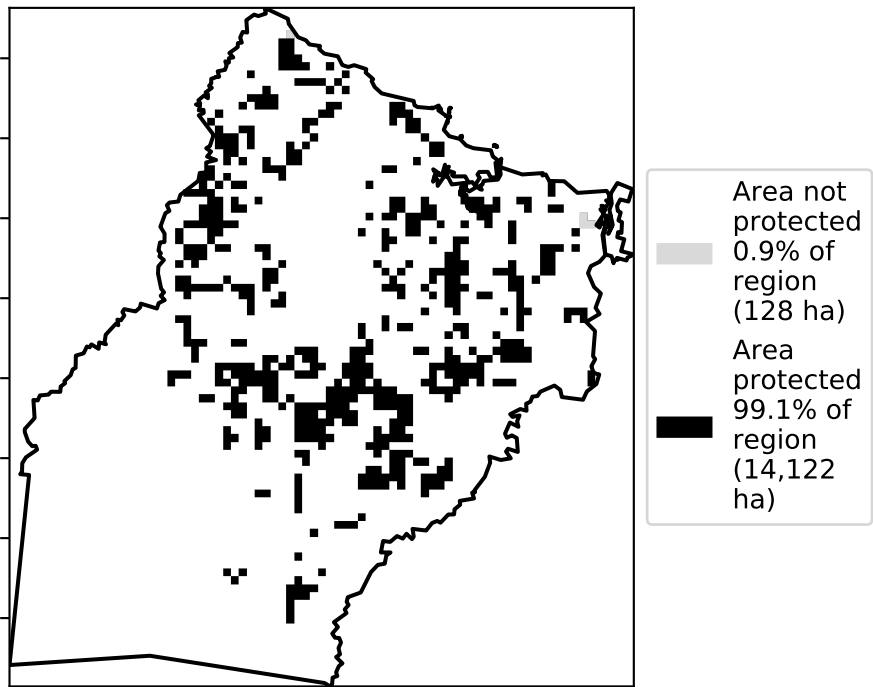 Area not
protected
0.9% of
region
(128 ha)
Area
protected
99.1% of
region
(14,122
ha)